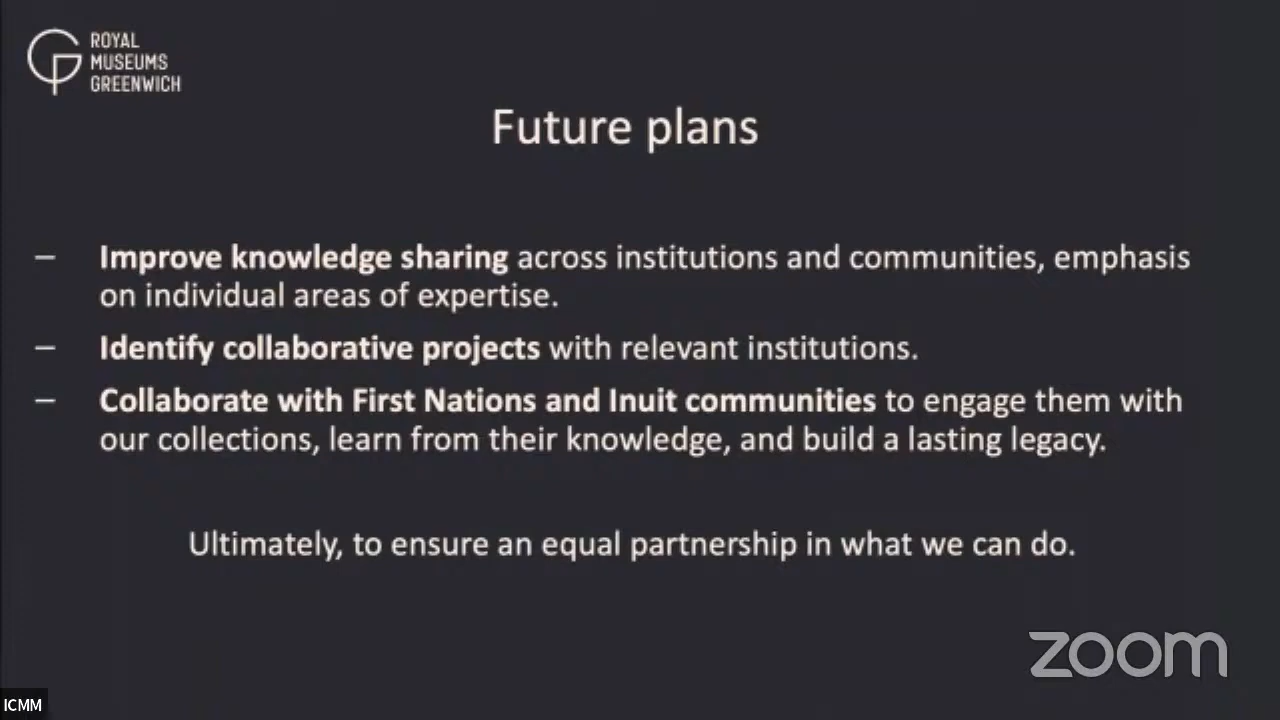 ROYAL
MUSEUMS
GREENWICH
Future plans
– Improve knowledge sharing across institutions and communities, emphasis
on individual areas of expertise.
– Identify collaborative projects with relevant institutions.
– Collaborate with First Nations and Inuit communities to engage them with
our collections, learn from their knowledge, and build a lasting legacy.
Ultimately, to ensure an equal partnership in what we can do.
zoom
ICMM